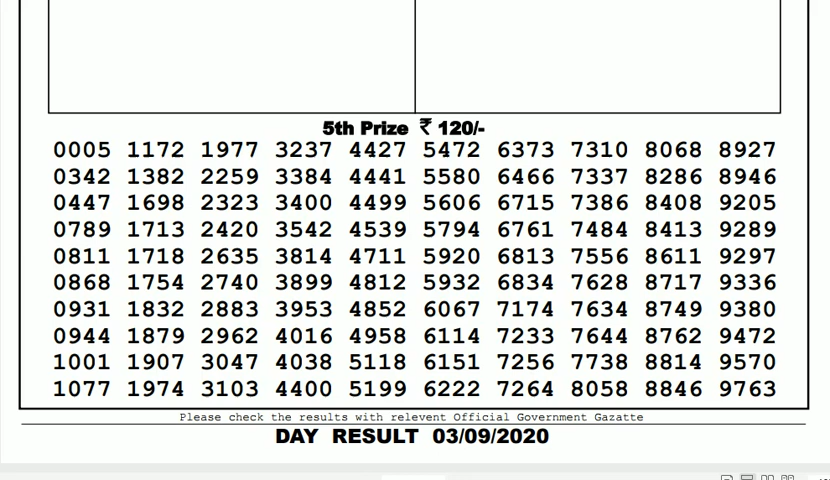 5th Prize ₹ 120/-
0005 1172 1977 3237 4427 5472 6373 7310 8068 8927
0342 1382 2259 3384 4441 5580 6466 7337 8286 8946
0447 1698 2323 3400 4499 5606 6715 7386 8408 9205
0789 1713 2420 3542 4539 5794 6761 7484 8413 9289
0811 1718 2635 3814 4711 5920 6813 7556 8611 9297
0868 1754 2740 3899 4812 5932 6834 7628 8717 9336
0931 1832 2883 3953 4852 6067 7174 7634 8749 9380
0944 1879 2962 4016 4958 6114 7233 7644 8762 9472
1001 1907 3047 4038 5118 6151 7256 7738 8814 9570
1077 1974 3103 4400 5199 6222 7264 8058 8846 9763
Please check the results with relevent Official Government Gazatte
DAY RESULT 03/09/2020